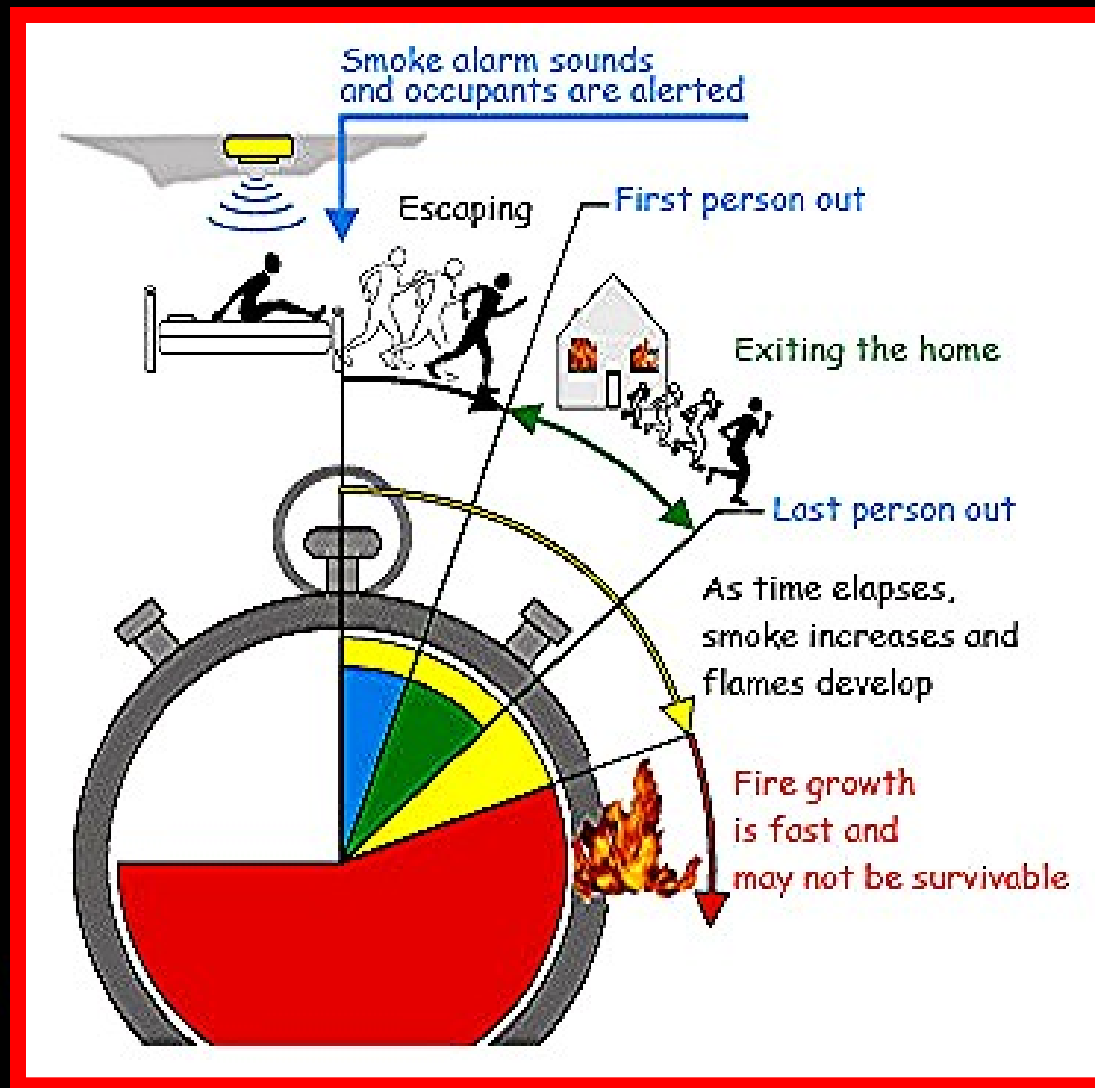 Smoke alarm sounds
and occupants are alerted
Escaping
First person out
Exiting the home
Last person out
As time elapses,
smoke increases and
flames develop
Fire growth
is fast and
may not be survivable